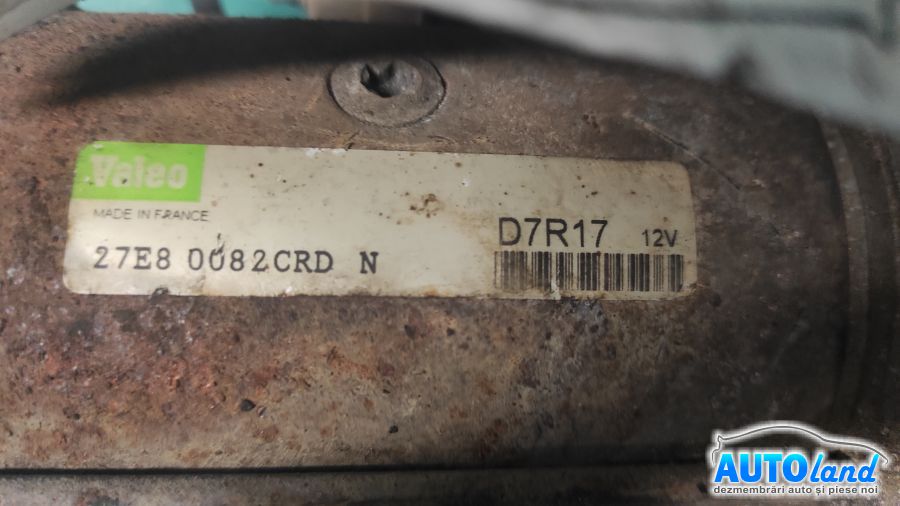 Valeo
MADE IN FRANCE
27E8 0082CRD N
D7R17 12V
AUTOland
dezmembrări auto și piese noi